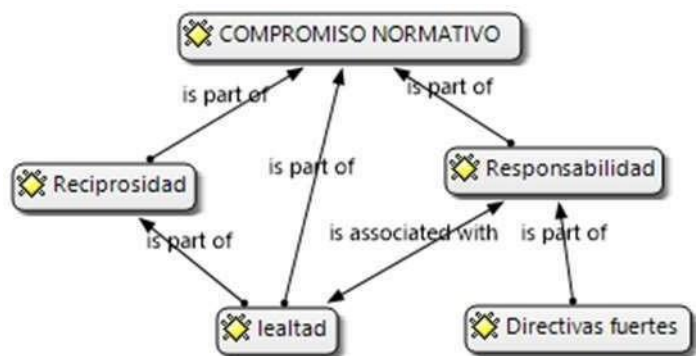 COMPROMISO NORMATIVO
is part of
is part of
is part of
Reciprosidad
Responsabilidad
is part of
is associated with
is part of
lealtad
Directivas fuertes